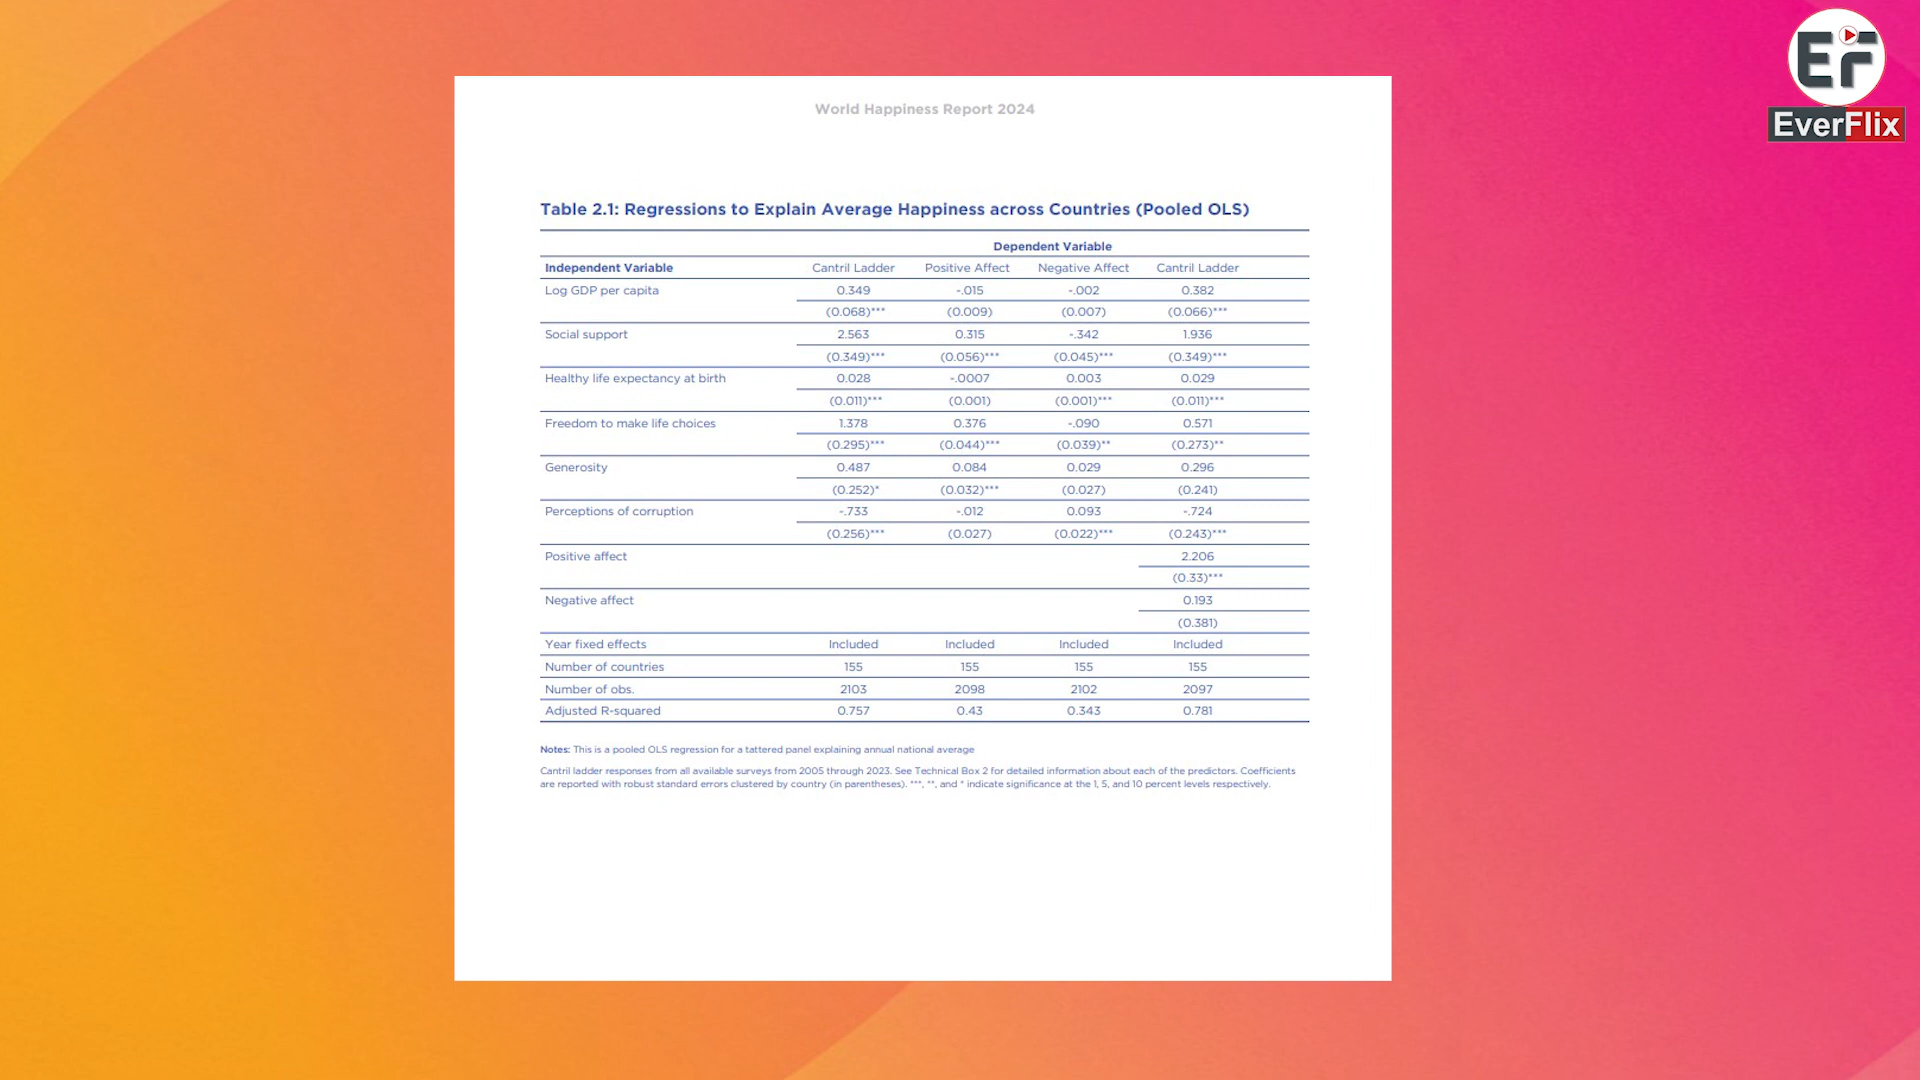 EF
EverFlix
World Happiness Report 2024
Table 2.1: Regressions to Explain Average Happiness across Countries (Pooled OLS)
Dependent Variable
Independent Variable Cantril Ladder Positive Affect Negative Affect Cantril Ladder
Log GDP per capita 0.349 -.015 -.002 0.382
(0.068)*** (0.009) (0.007) (0.066)***
Social support 2.563 0.315 -.342 1.936
(0.349)*** (0.056)*** (0.045)*** (0.349)***
Healthy life expectancy at birth 0.028 -.0007 0.003 0.029
(0.011)*** (0.001) (0.001)*** (0.011)***
Freedom to make life choices 1.378 0.376 -.090 0.571
(0.295)*** (0.044)*** (0.039)** (0.273)**
Generosity 0.487 0.084 0.029 0.296
(0.252)* (0.032)*** (0.027) (0.241)
Perceptions of corruption -.733 -.012 0.093 -.724
(0.256)*** (0.027) (0.022)*** (0.243)***
Positive affect 2.206
(0.33)***
Negative affect 0.193
(0.381)
Year fixed effects Included Included Included Included
Number of countries 155 155 155 155
Number of obs. 2103 2098 2102 2097
Adjusted R-squared 0.757 0.43 0.343 0.781
Notes: This is a pooled OLS regression for a tattered panel explaining annual national average
Cantril ladder responses from all available surveys from 2005 through 2023. See Technical Box 2 for detailed information about each of the predictors. Coefficients
are reported with robust standard errors clustered by country (in parentheses). ***, **, and * indicate significance at the 1, 5, and 10 percent levels respectively.